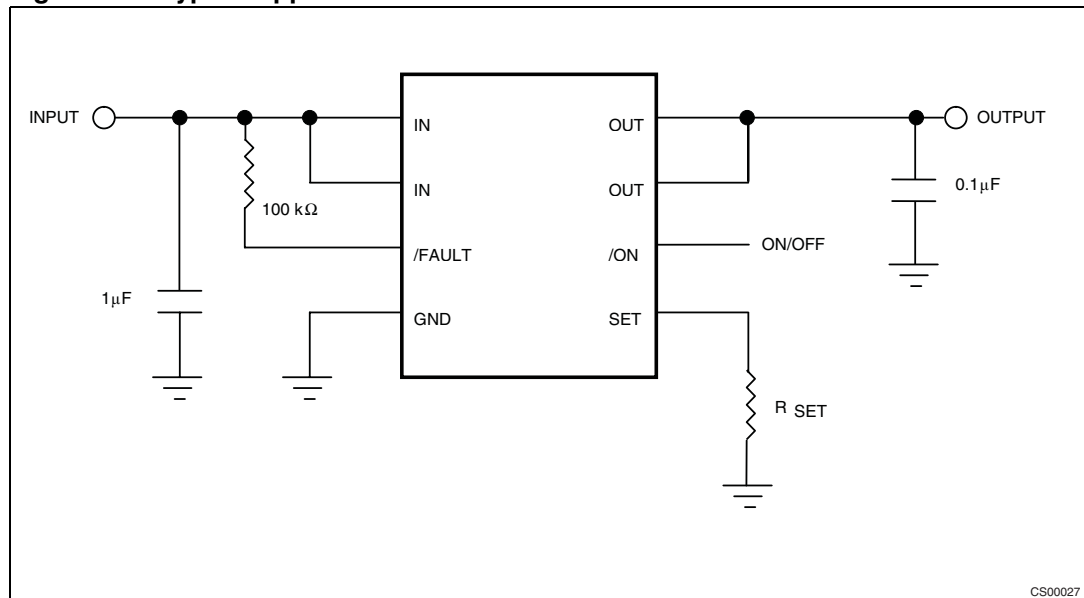 INPUT
IN
OUT
OUTPUT
IN
OUT
0.1μF
100 kΩ
/FAULT
/ON
ON/OFF
1μF
GND
SET
R SET
CS00027